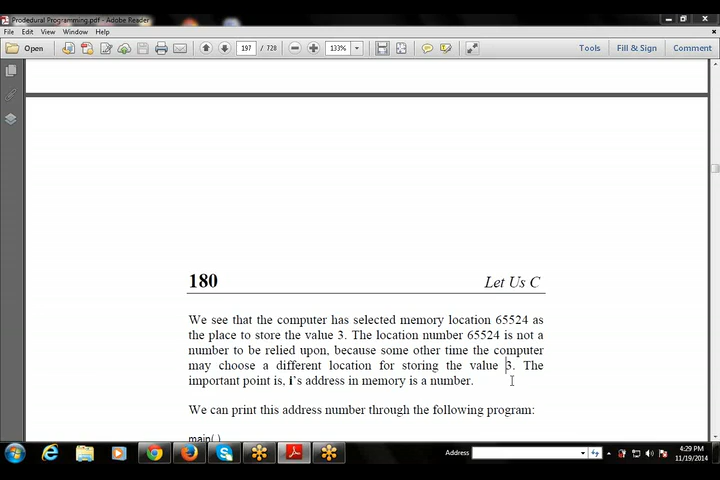 Prodedural Programming.pdf - Adobe Reader
File Edit View Window Help
Open 197 / 728 133% Tools Fill & Sign Comment
180 Let Us C
We see that the computer has selected memory location 65524 as
the place to store the value 3. The location number 65524 is not a
number to be relied upon, because some other time the computer
may choose a different location for storing the value 3. The
important point is, i's address in memory is a number.
We can print this address number through the following program:
main( )
Address
4:29 PM
11/19/2014